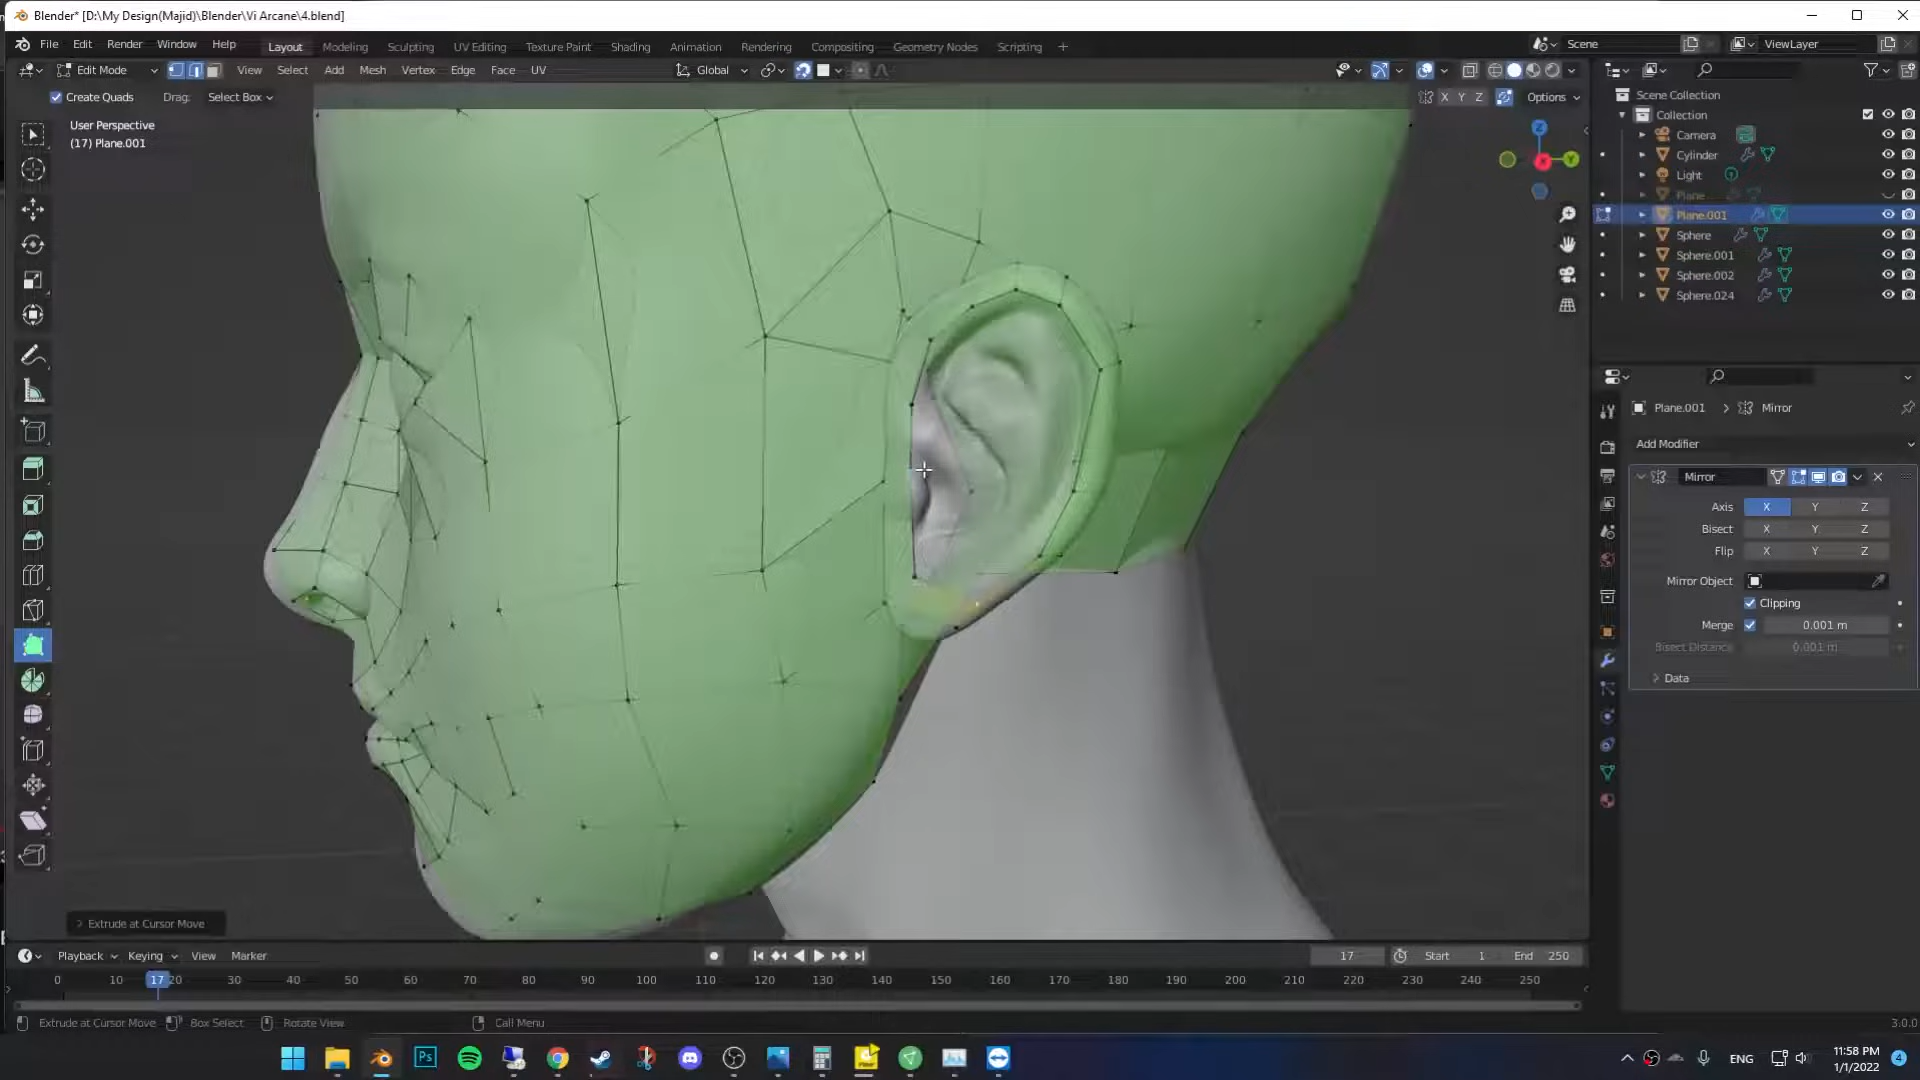 Blender* [D:\My Design(Majid)\Blender\Vi Arcane\4.blend]
File Edit Render Window Help Layout Modeling Sculpting UV Editing Texture Paint Shading Animation Rendering Compositing Geometry Nodes Scripting + Scene ViewLayer
Edit Mode View Select Add Mesh Vertex Edge Face UV Global
Create Quads Drag: Select Box X Y Z Options
User Perspective
(17) Plane.001
Z
X
Y
Scene Collection
Collection
Camera
Cylinder
Light
Plane
Plane.001
Sphere
Sphere.001
Sphere.002
Sphere.024
Plane.001 > Mirror
Add Modifier
Mirror
Axis X Y Z
Bisect X Y Z
Flip X Y Z
Mirror Object
Clipping
Merge 0.001 m
Bisect Distance 0.001 m
Data
Extrude at Cursor Move
Playback Keying View Marker 17 Start 1 End 250
0 10 17 20 30 40 50 60 70 80 90 100 110 120 130 140 150 160 170 180 190 200 210 220 230 240 250
Extrude at Cursor Move Box Select Rotate View Call Menu 3.0.0
Ps ENG 11:58 PM 4
1/1/2022